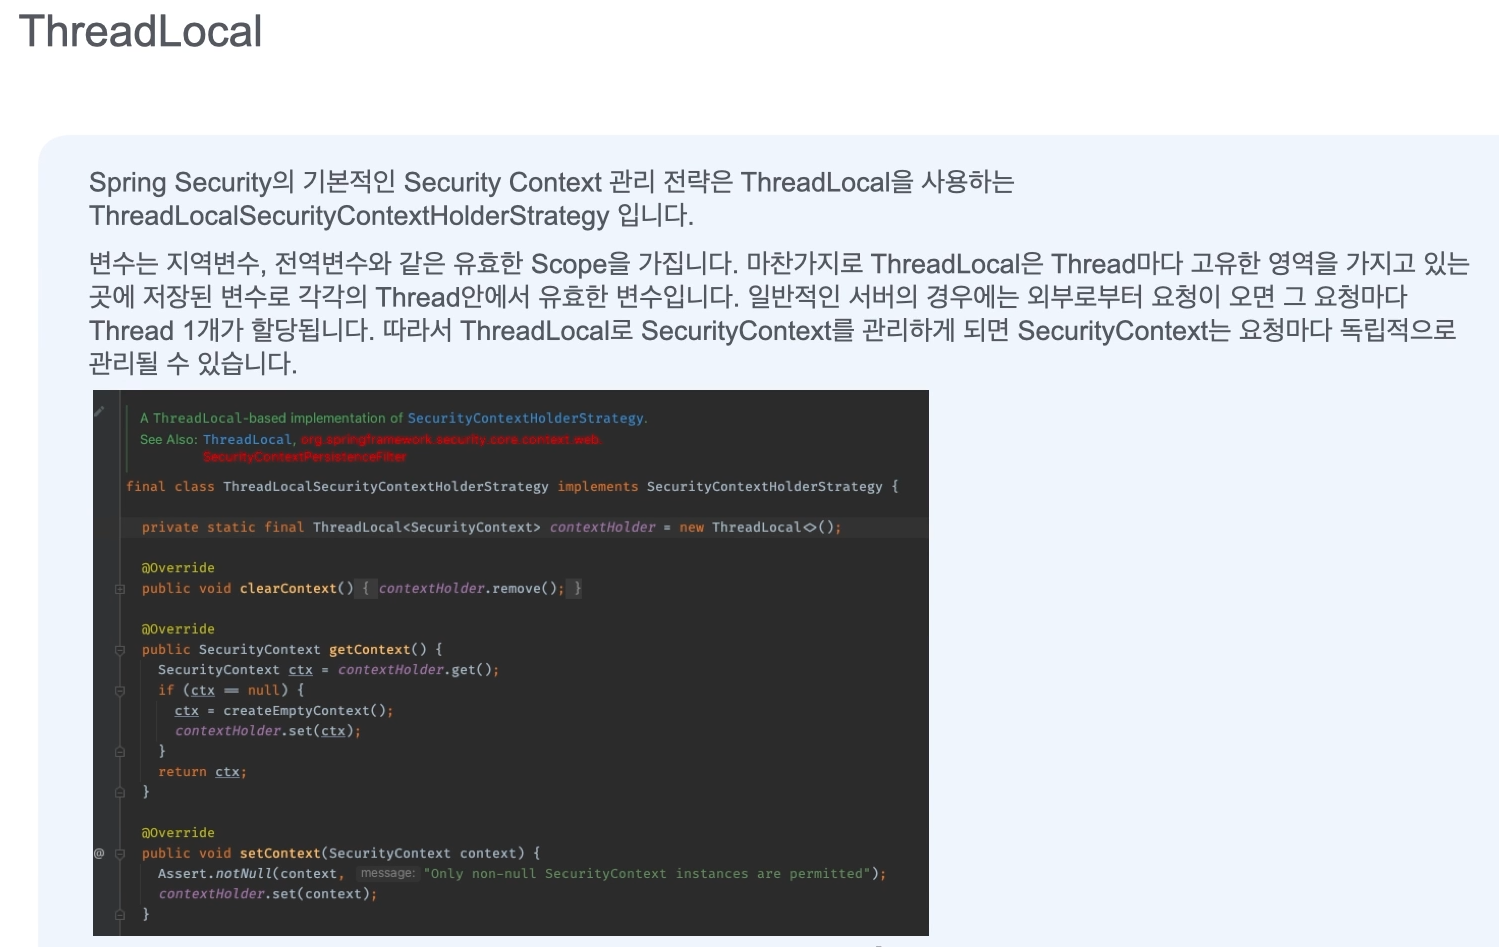 ThreadLocal
Spring Security의 기본적인 Security Context 관리 전략은 ThreadLocal을 사용하는
ThreadLocalSecurityContextHolderStrategy 입니다.
변수는 지역변수, 전역변수와 같은 유효한 Scope을 가집니다. 마찬가지로 ThreadLocal은 Thread마다 고유한 영역을 가지고 있는
곳에 저장된 변수로 각각의 Thread안에서 유효한 변수입니다. 일반적인 서버의 경우에는 외부로부터 요청이 오면 그 요청마다
Thread 1개가 할당됩니다. 따라서 ThreadLocal로 SecurityContext를 관리하게 되면 SecurityContext는 요청마다 독립적으로
관리될 수 있습니다.
A ThreadLocal-based implementation of SecurityContextHolderStrategy.
See Also: ThreadLocal, org.springframework.security.core.context.web
SecurityContextPersistenceFilter
final class ThreadLocalSecurityContextHolderStrategy implements SecurityContextHolderStrategy {
private static final ThreadLocal<SecurityContext> contextHolder = new ThreadLocal<>();
@Override
public void clearContext() { contextHolder.remove(); }
@Override
public SecurityContext getContext() {
SecurityContext ctx = contextHolder.get();
if (ctx == null) {
ctx = createEmptyContext();
contextHolder.set(ctx);
}
return ctx;
}
@Override
@ public void setContext(SecurityContext context) {
Assert.notNull(context, message: "Only non-null SecurityContext instances are permitted");
contextHolder.set(context);
}